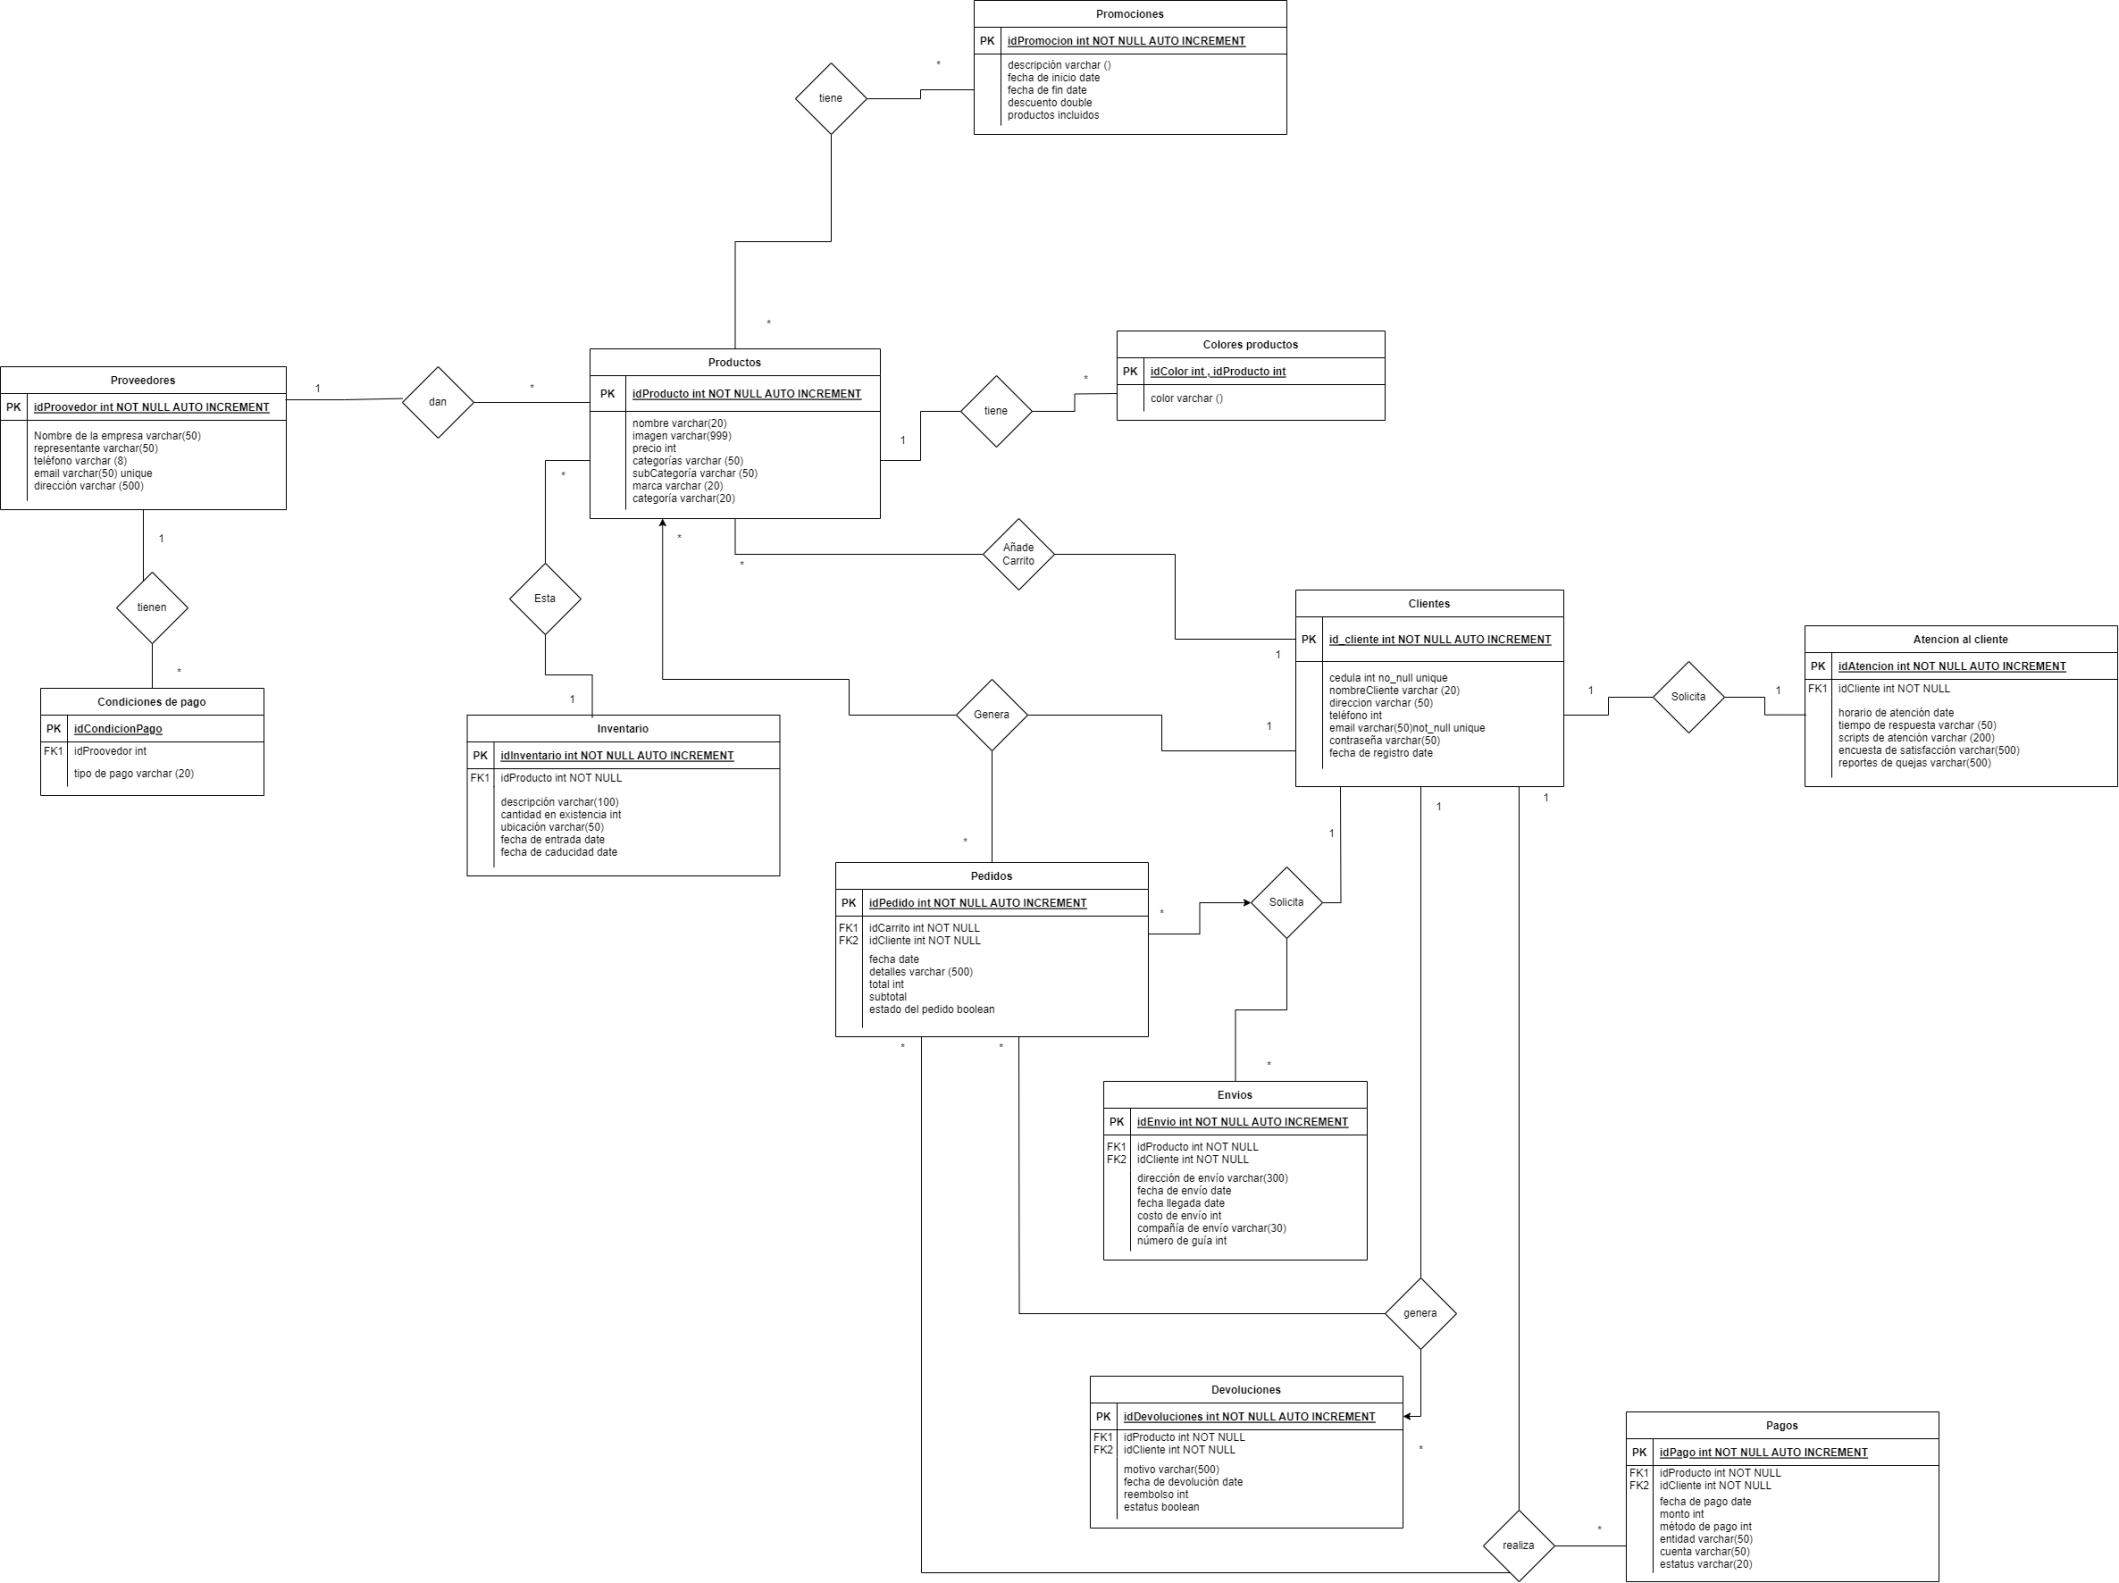 Promociones
PK idPromocion int NOT NULL AUTO INCREMENT
descripción varchar ()
fecha de inicio date
fecha de fin date
descuento double
productos incluidos
tiene
*
*
Productos
PK idProducto int NOT NULL AUTO INCREMENT
nombre varchar(20)
imagen varchar(999)
precio int
categorías varchar (50)
subCategoría varchar (50)
marca varchar (20)
categoría varchar(20)
Colores productos
PK idColor int , idProducto int
color varchar ()
tiene
1
*
Proveedores
PK idProovedor int NOT NULL AUTO INCREMENT
Nombre de la empresa varchar(50)
representante varchar(50)
teléfono varchar (8)
email varchar(50) unique
dirección varchar (500)
1
dan
*
1
tienen
*
Condiciones de pago
PK idCondicionPago
FK1 idProovedor int
tipo de pago varchar (20)
*
Esta
1
Inventario
PK idInventario int NOT NULL AUTO INCREMENT
FK1 idProducto int NOT NULL
descripción varchar(100)
cantidad en existencia int
ubicación varchar(50)
fecha de entrada date
fecha de caducidad date
*
*
Añade
Carrito
1
Genera
1
*
Clientes
PK id_cliente int NOT NULL AUTO INCREMENT
cedula int no_null unique
nombreCliente varchar (20)
direccion varchar (50)
teléfono int
email varchar(50)not_null unique
contraseña varchar(50)
fecha de registro date
1
Solicita
1
Atencion al cliente
PK idAtencion int NOT NULL AUTO INCREMENT
FK1 idCliente int NOT NULL
horario de atención date
tiempo de respuesta varchar (50)
scripts de atención varchar (200)
encuesta de satisfacción varchar(500)
reportes de quejas varchar(500)
1
1
1
Pedidos
PK idPedido int NOT NULL AUTO INCREMENT
FK1 idCarrito int NOT NULL
FK2 idCliente int NOT NULL
fecha date
detalles varchar (500)
total int
subtotal
estado del pedido boolean
*
Solicita
*
*
*
Envios
PK idEnvio int NOT NULL AUTO INCREMENT
FK1 idProducto int NOT NULL
FK2 idCliente int NOT NULL
dirección de envío varchar(300)
fecha de envío date
fecha llegada date
costo de envío int
compañía de envío varchar(30)
número de guía int
genera
Devoluciones
PK idDevoluciones int NOT NULL AUTO INCREMENT
FK1 idProducto int NOT NULL
FK2 idCliente int NOT NULL
motivo varchar(500)
fecha de devolución date
reembolso int
estatus boolean
*
realiza
*
Pagos
PK idPago int NOT NULL AUTO INCREMENT
FK1 idProducto int NOT NULL
FK2 idCliente int NOT NULL
fecha de pago date
monto int
método de pago int
entidad varchar(50)
cuenta varchar(50)
estatus varchar(20)